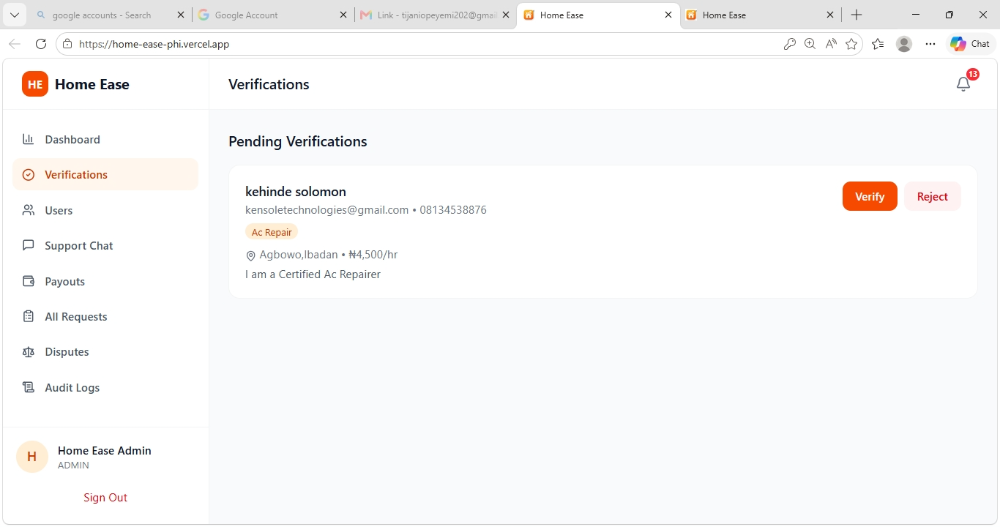 google accounts - Search
Google Account
Link - tijaniopeyemi202@gmail
Home Ease
Home Ease
https://home-ease-phi.vercel.app
Chat
HE Home Ease
Verifications
13
Dashboard
Verifications
Users
Support Chat
Payouts
All Requests
Disputes
Audit Logs
H
Home Ease Admin
ADMIN
Sign Out
Pending Verifications
kehinde solomon
kensoletechnologies@gmail.com • 08134538876
Ac Repair
Agbowo,Ibadan • ₦4,500/hr
I am a Certified Ac Repairer
Verify
Reject